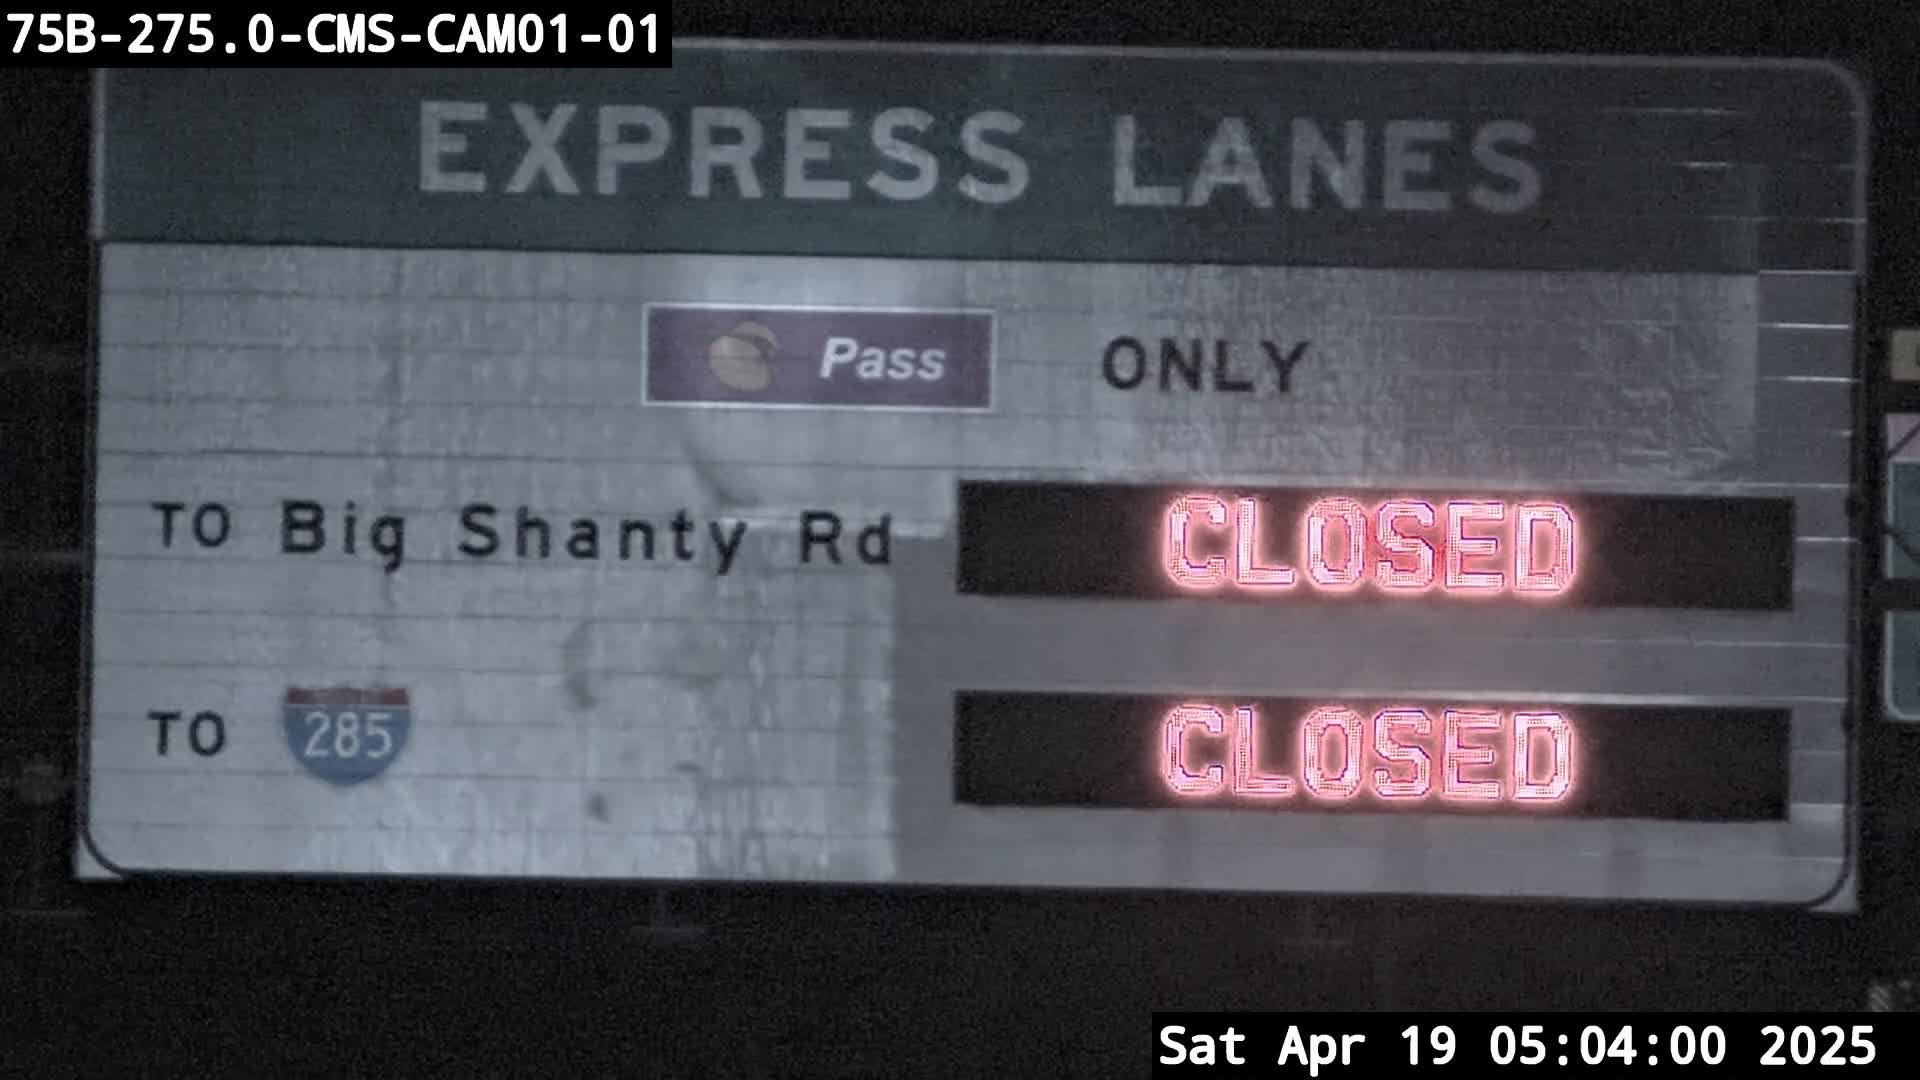 75B-275.0-CMS-CAM01-01
EXPRESS LANES
Pass ONLY
TO Big Shanty Rd CLOSED
TO 285 CLOSED
Sat Apr 19 05:04:00 2025